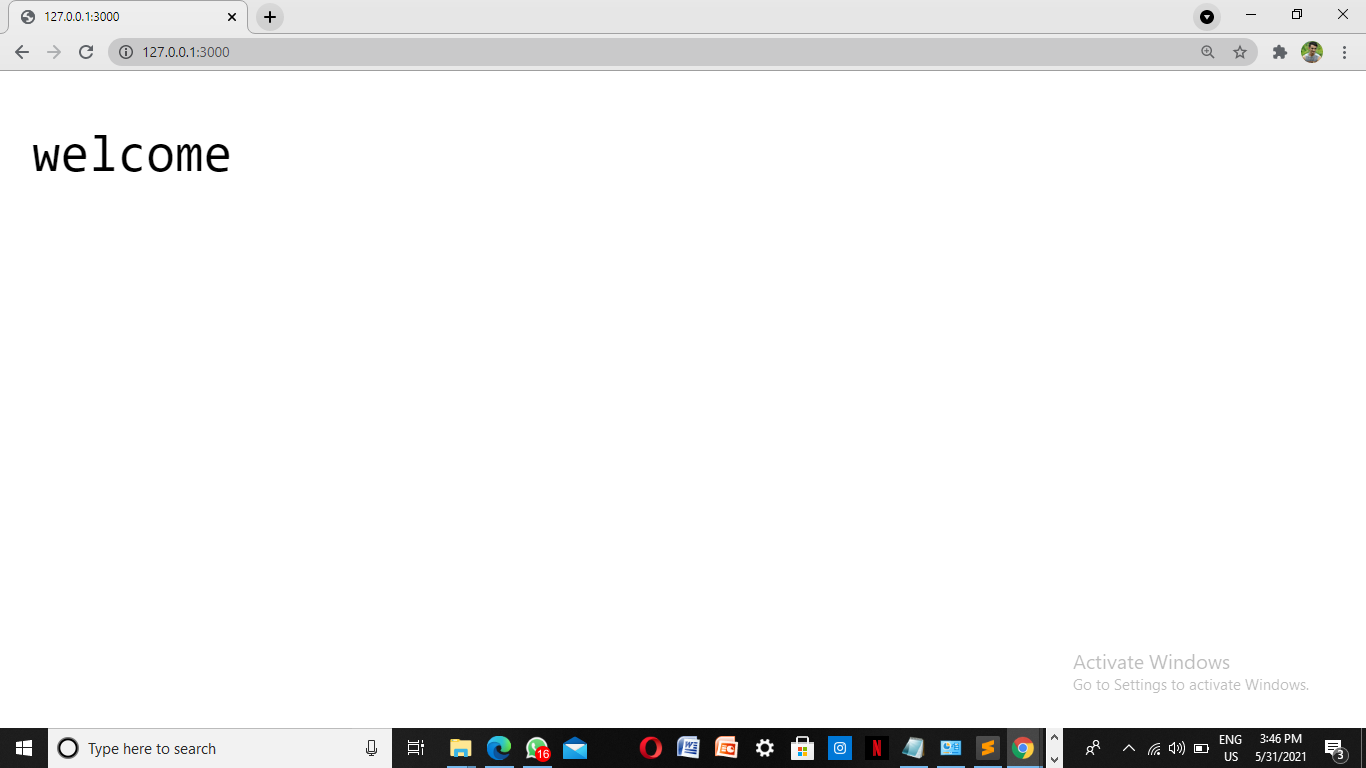 127.0.0.1:3000
127.0.0.1:3000
welcome
Activate Windows
Go to Settings to activate Windows.
Type here to search
16
ENG
US
3:46 PM
5/31/2021
3